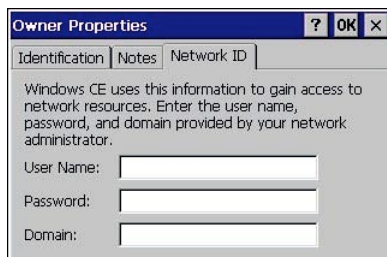 Owner Properties ? OK ×
Identification Notes Network ID
Windows CE uses this information to gain access to
network resources. Enter the user name,
password, and domain provided by your network
administrator.
User Name:
Password:
Domain: